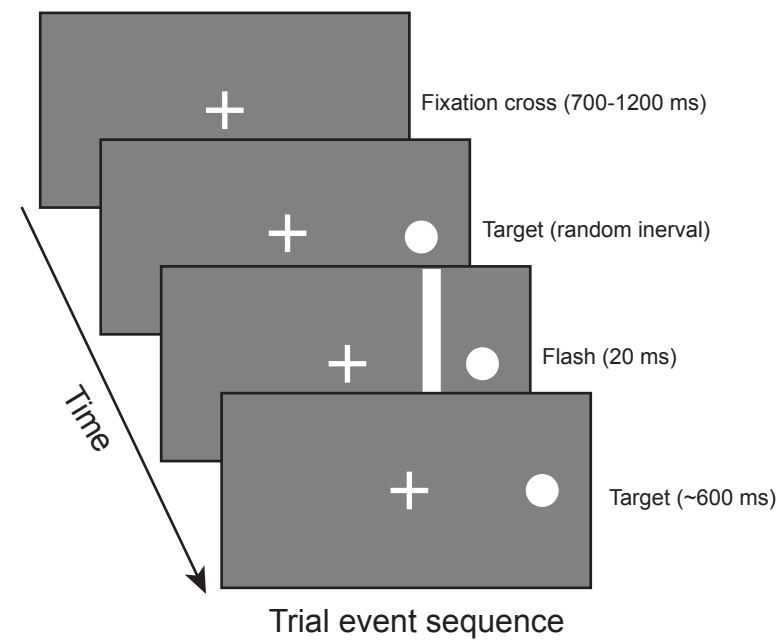 Fixation cross (700-1200 ms)
Target (random inerval)
Flash (20 ms)
Time
Target (~600 ms)
Trial event sequence